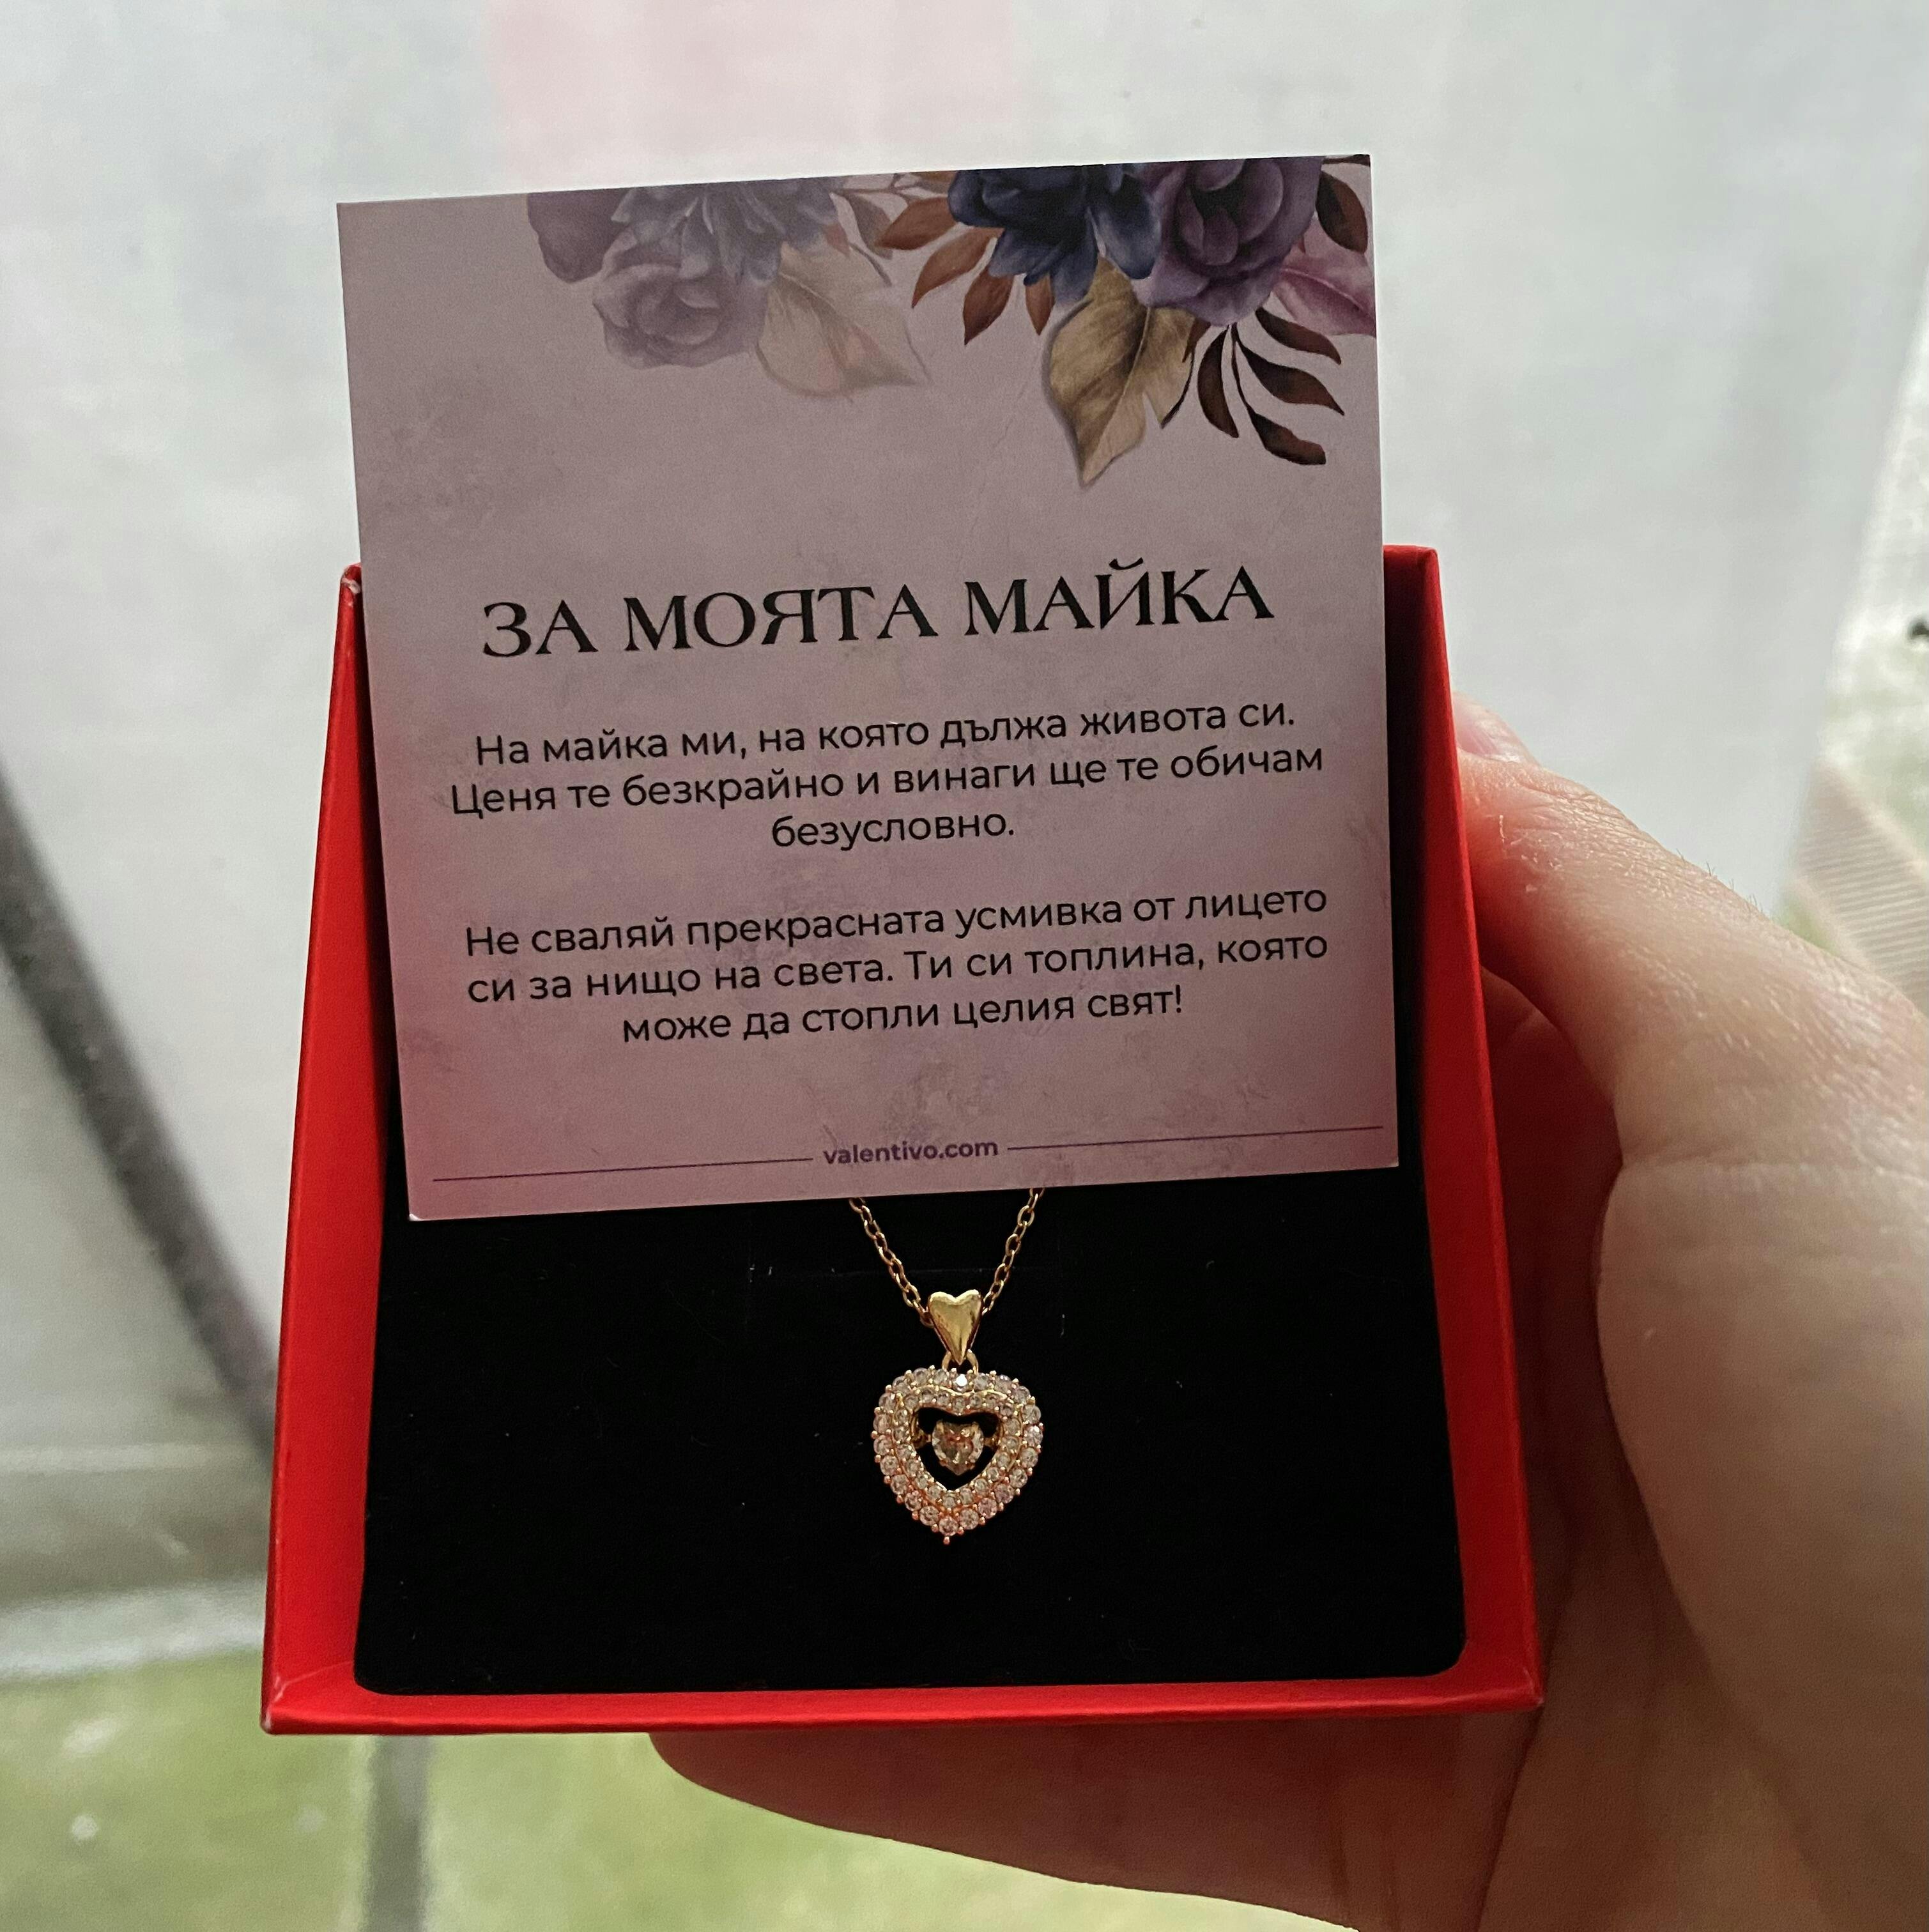 ЗА МОЯТА МАЙКА
На майка ми, на която дължа живота си.
Ценя те безкрайно и винаги ще те обичам
безусловно.
Не сваляй прекрасната усмивка от лицето
си за нищо на света. Ти си топлина, която
може да стопли целия свят!
valentivo.com